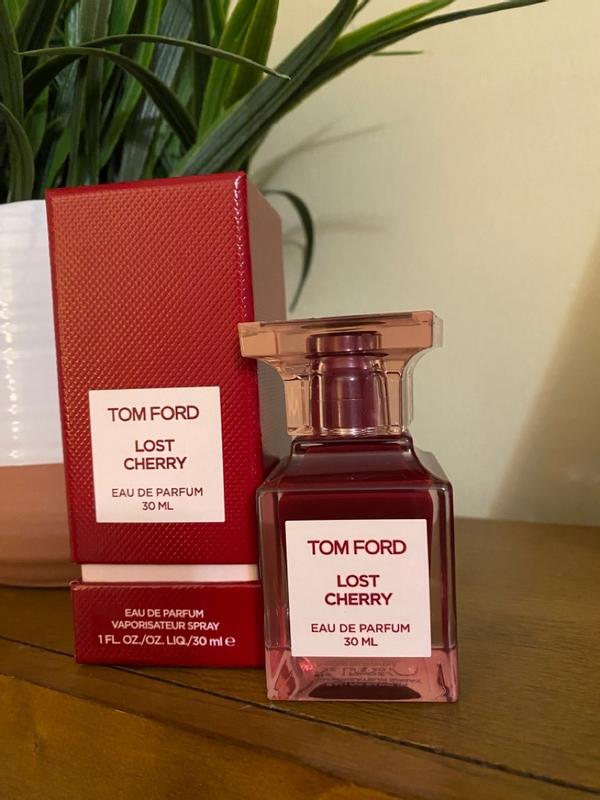 TOM FORD
LOST
CHERRY
EAU DE PARFUM
30 ML
EAU DE PARFUM
VAPORISATEUR SPRAY
1 FL. OZ./OZ. LIQ./30 ml ℮
TOM FORD
LOST
CHERRY
EAU DE PARFUM
30 ML